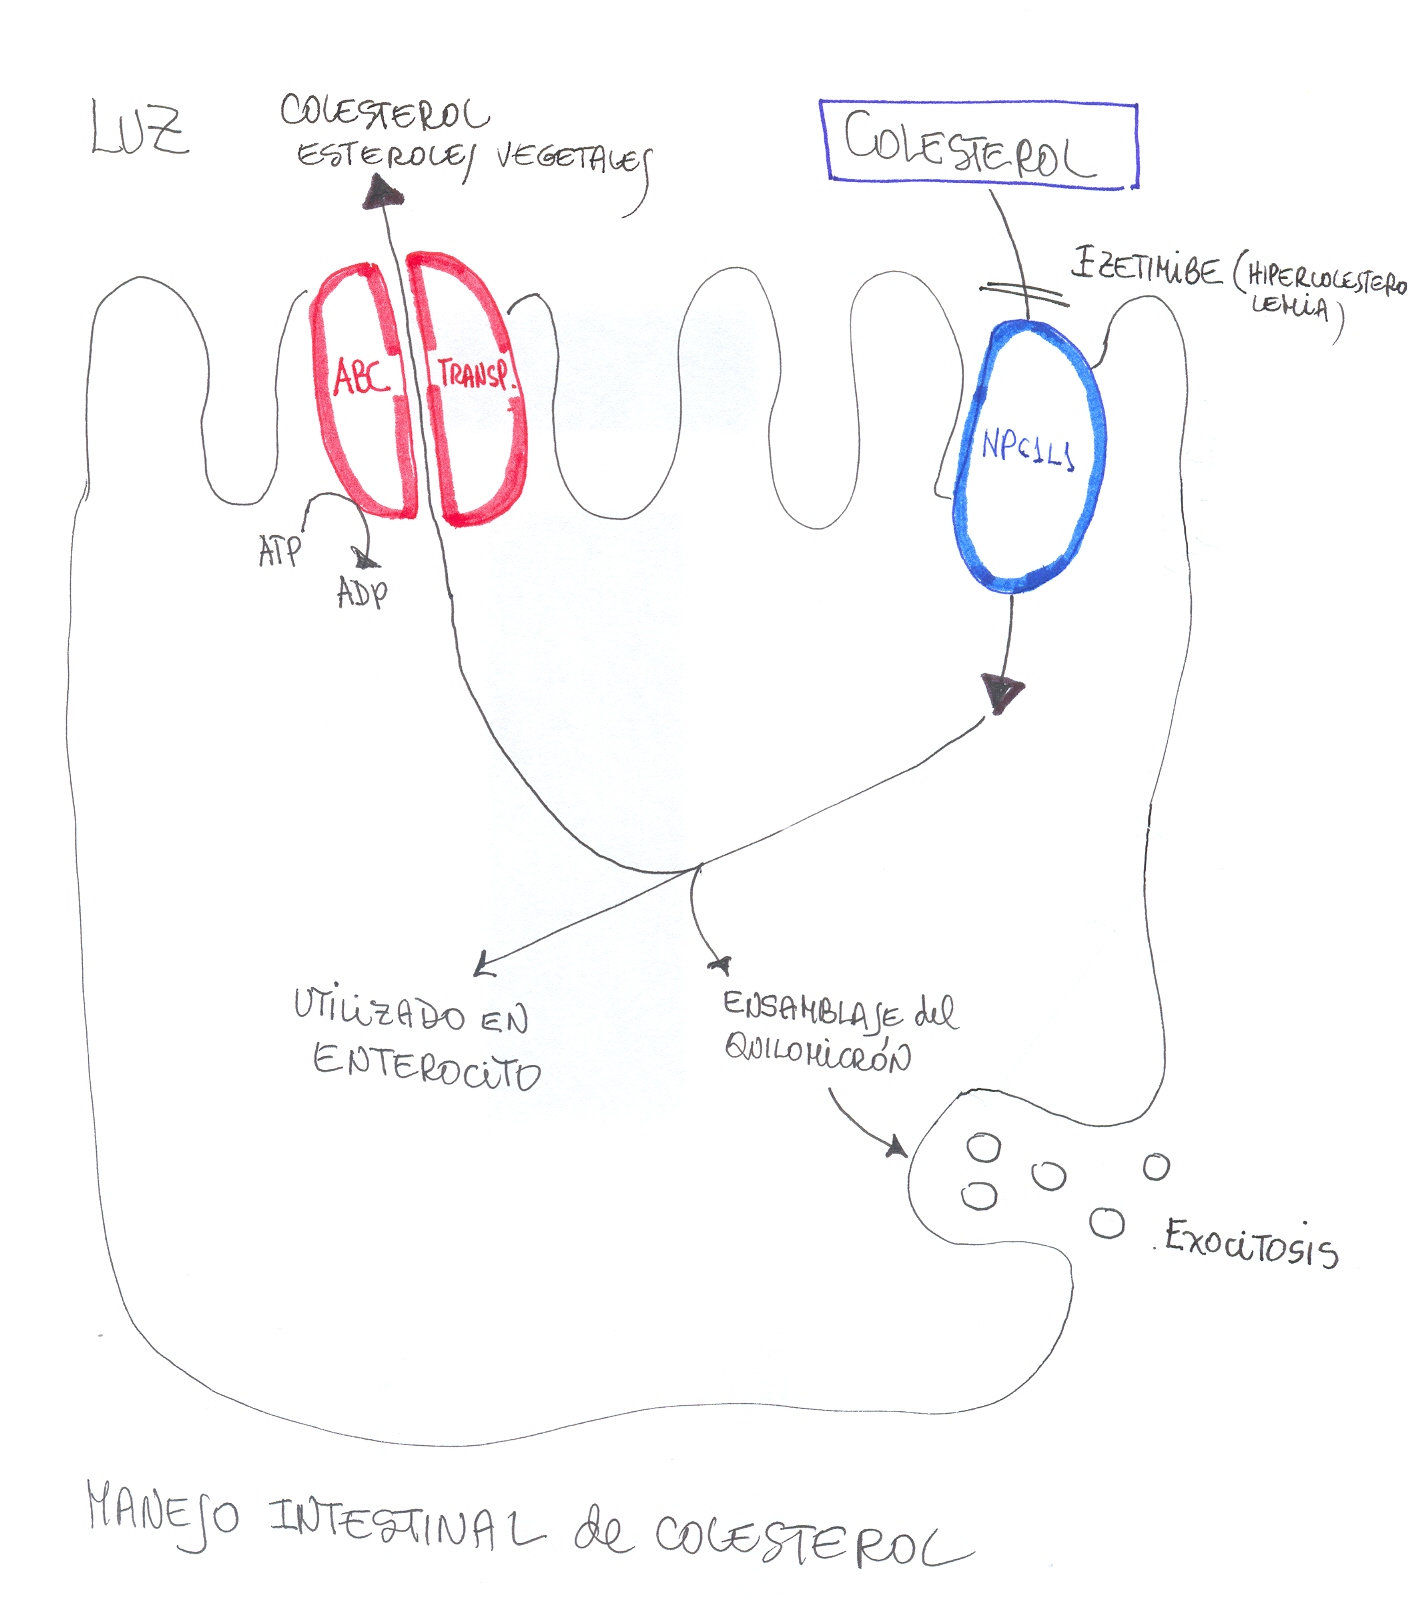 LUZ
COLESTEROL
ESTEROLES VEGETALES
COLESTEROL
EZETIMIBE (HIPERCOLESTERO
LEMIA)
ABC
TRANSP.
NPC1L1
ATP
ADP
UTILIZADO EN
ENTEROCITO
ENSAMBLAJE del
QUILOMICRÓN
EXOCITOSIS
MANEJO INTESTINAL de COLESTEROL